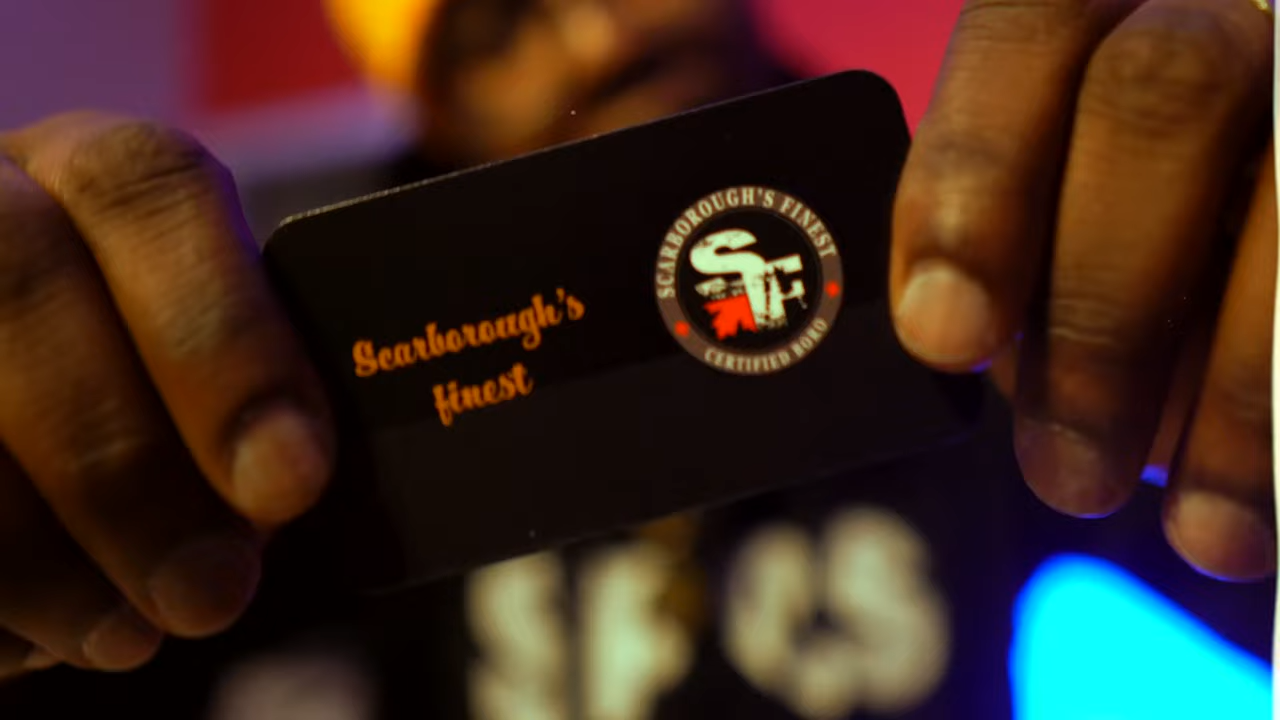 Scarborough's
finest
SCARBOROUGH'S FINEST
SF
CERTIFIED BORO